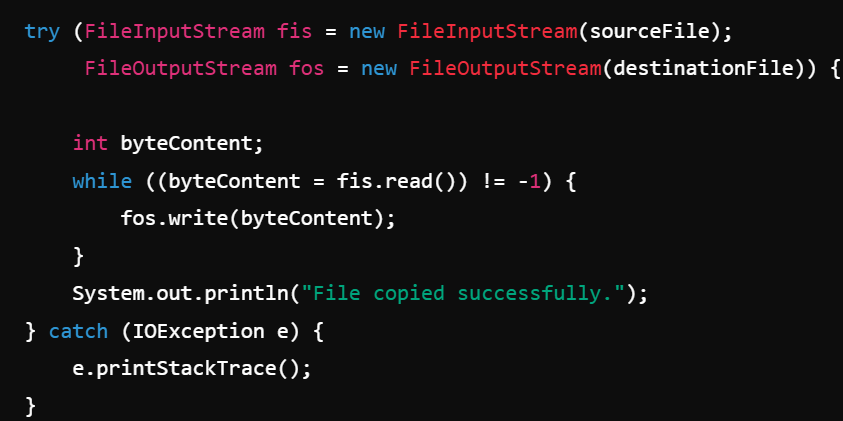 try (FileInputStream fis = new FileInputStream(sourceFile);
     FileOutputStream fos = new FileOutputStream(destinationFile)) {

    int byteContent;
    while ((byteContent = fis.read()) != -1) {
        fos.write(byteContent);
    }
    System.out.println("File copied successfully.");
} catch (IOException e) {
    e.printStackTrace();
}